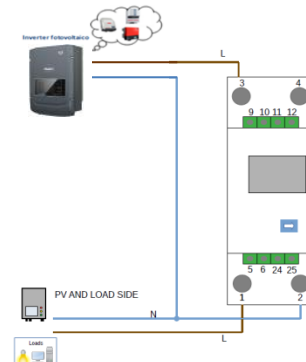 Inverter fotovoltaico
L
3 4
9 10 11 12
5 6 24 25
1 2
PV AND LOAD SIDE
N
L
Loads